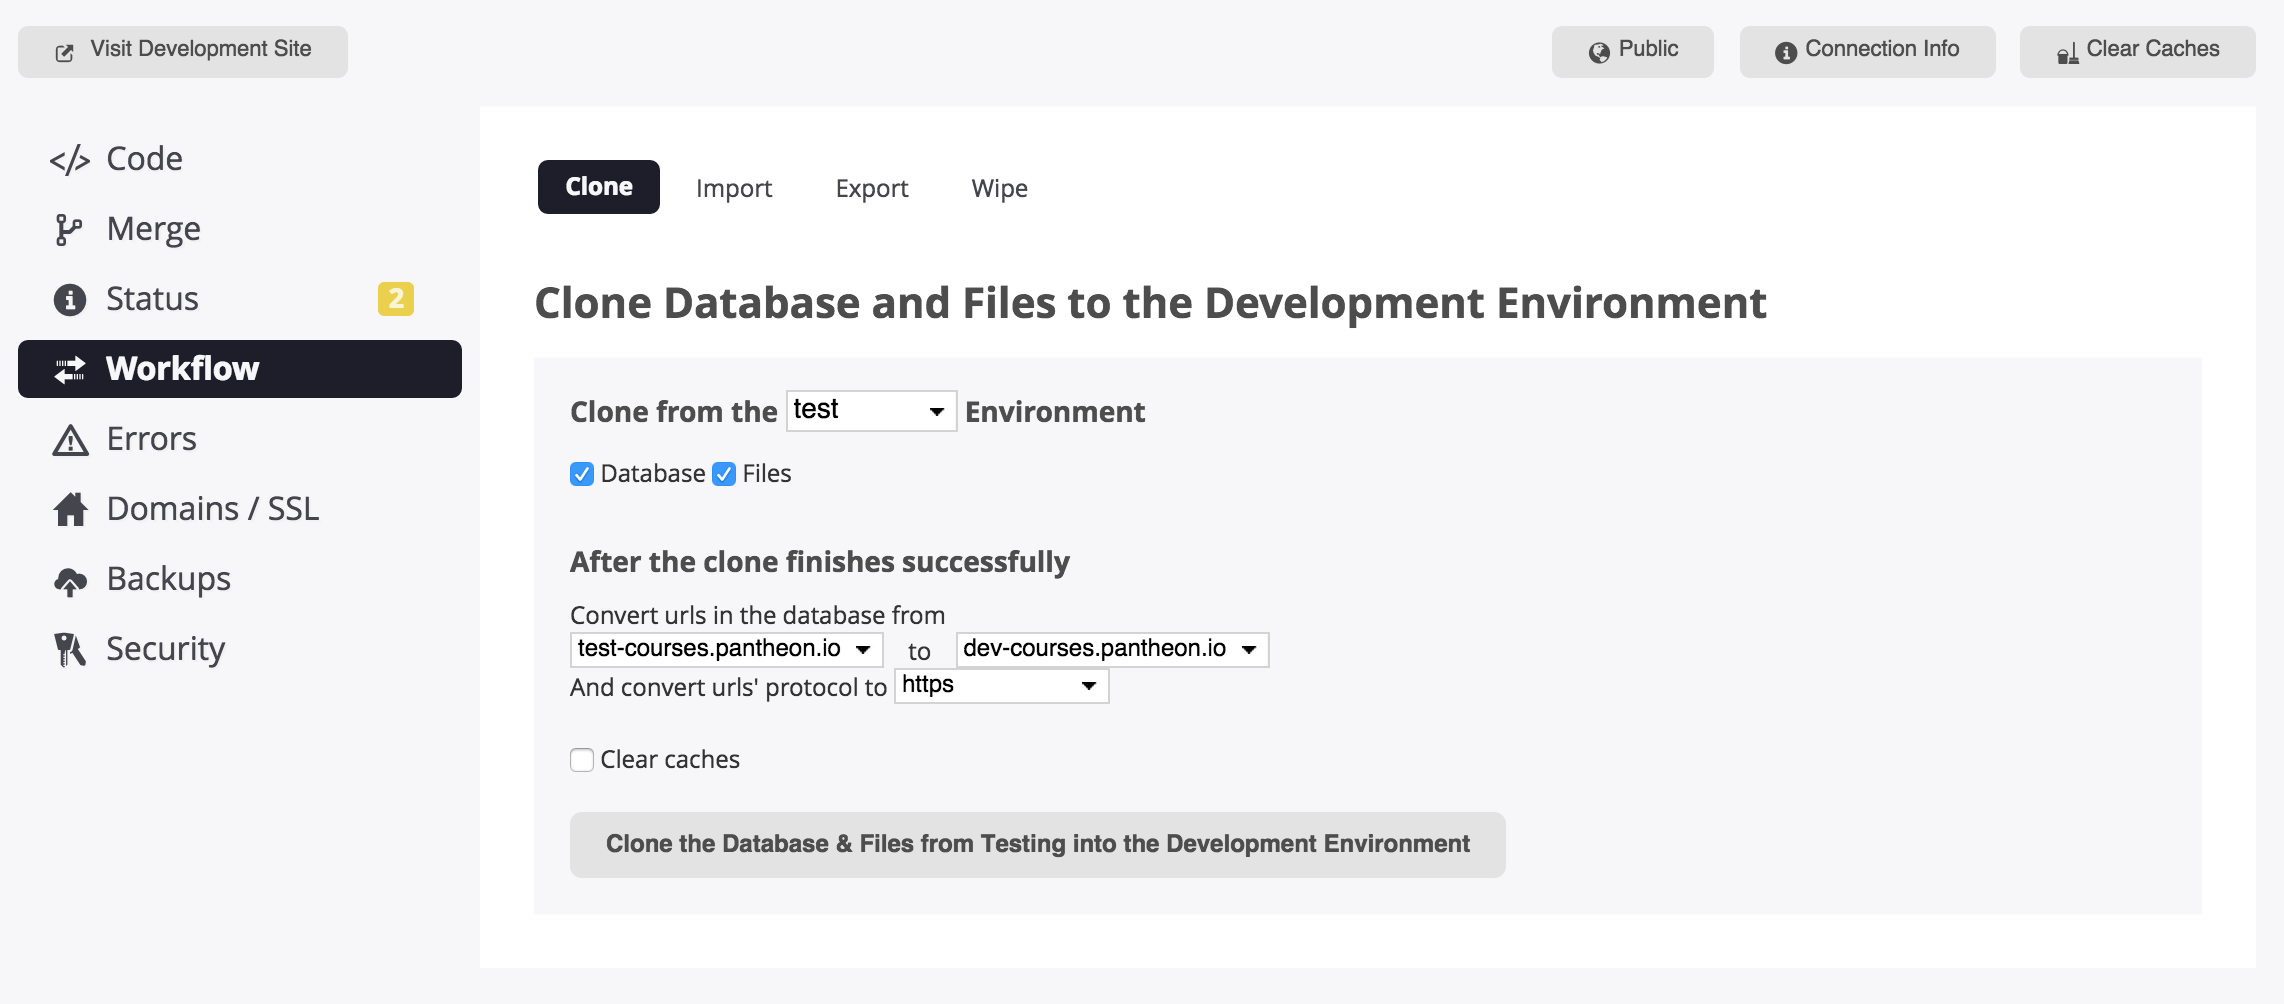 Visit Development Site
Public
Connection Info
Clear Caches
Code
Merge
Status 2
Workflow
Errors
Domains / SSL
Backups
Security
Clone Import Export Wipe
Clone Database and Files to the Development Environment
Clone from the test Environment
Database Files
After the clone finishes successfully
Convert urls in the database from
test-courses.pantheon.io to dev-courses.pantheon.io
And convert urls' protocol to https
Clear caches
Clone the Database & Files from Testing into the Development Environment